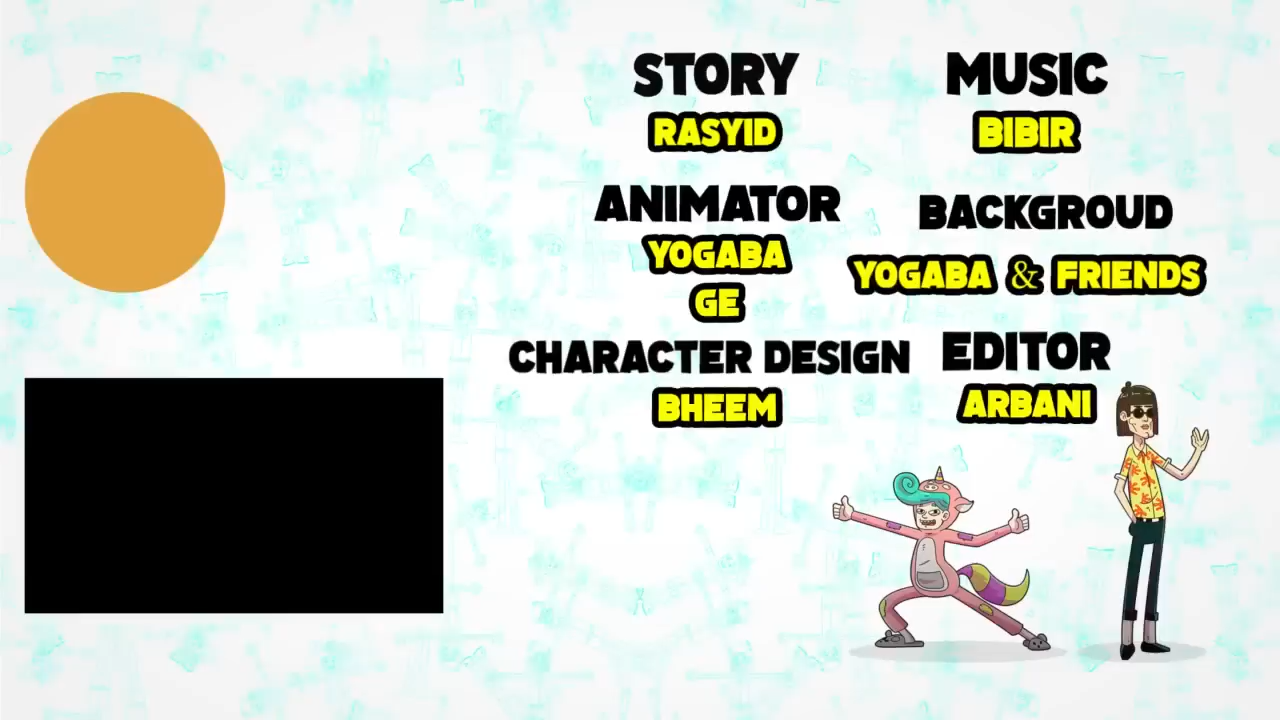 STORY
RASYID
ANIMATOR
YOGABA
GE
CHARACTER DESIGN
BHEEM
MUSIC
BIBIR
BACKGROUD
YOGABA & FRIENDS
EDITOR
ARBANI